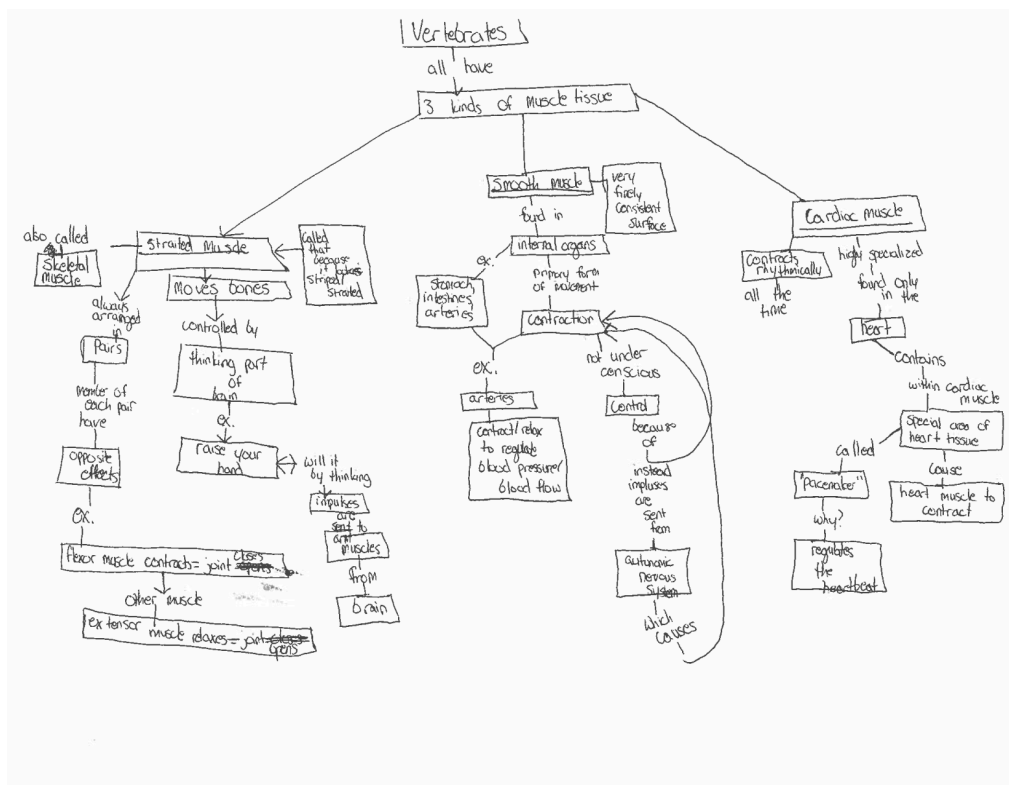 Vertebrates
all have
3 kinds of muscle tissue
also called
Skeletal
muscle
Straited Muscle
called
that
because
it looks
striped/
straited
always
arranged
in
Pairs
member of
each pair
have
opposite
effects
ex.
flexor muscle contracts= joint closes
other muscle
extensor muscle relaxes= joint opens
Moves bones
controlled by
thinking part
of
brain
ex.
raise your
hand
will it
by thinking
impulses
are
sent to
arm
muscles
from
brain
Smooth muscle
very
finely
consistent
surface
found in
internal organs
ex.
stomach,
intestines,
arteries
primary form
of movement
contraction
ex.
arteries
contract/relax
to regulate
blood pressure/
blood flow
not under
conscious
control
because
of
instead
impluses
are
sent
from
autonomic
nervous
system
which
causes
Cardiac muscle
contracts
rhythmically
all the
time
highly specialized
found only
in the
heart
contains
within cardiac
muscle
special area of
heart tissue
cause
heart muscle to
contract
called
"Pacemaker"
why?
regulates
the
heartbeat